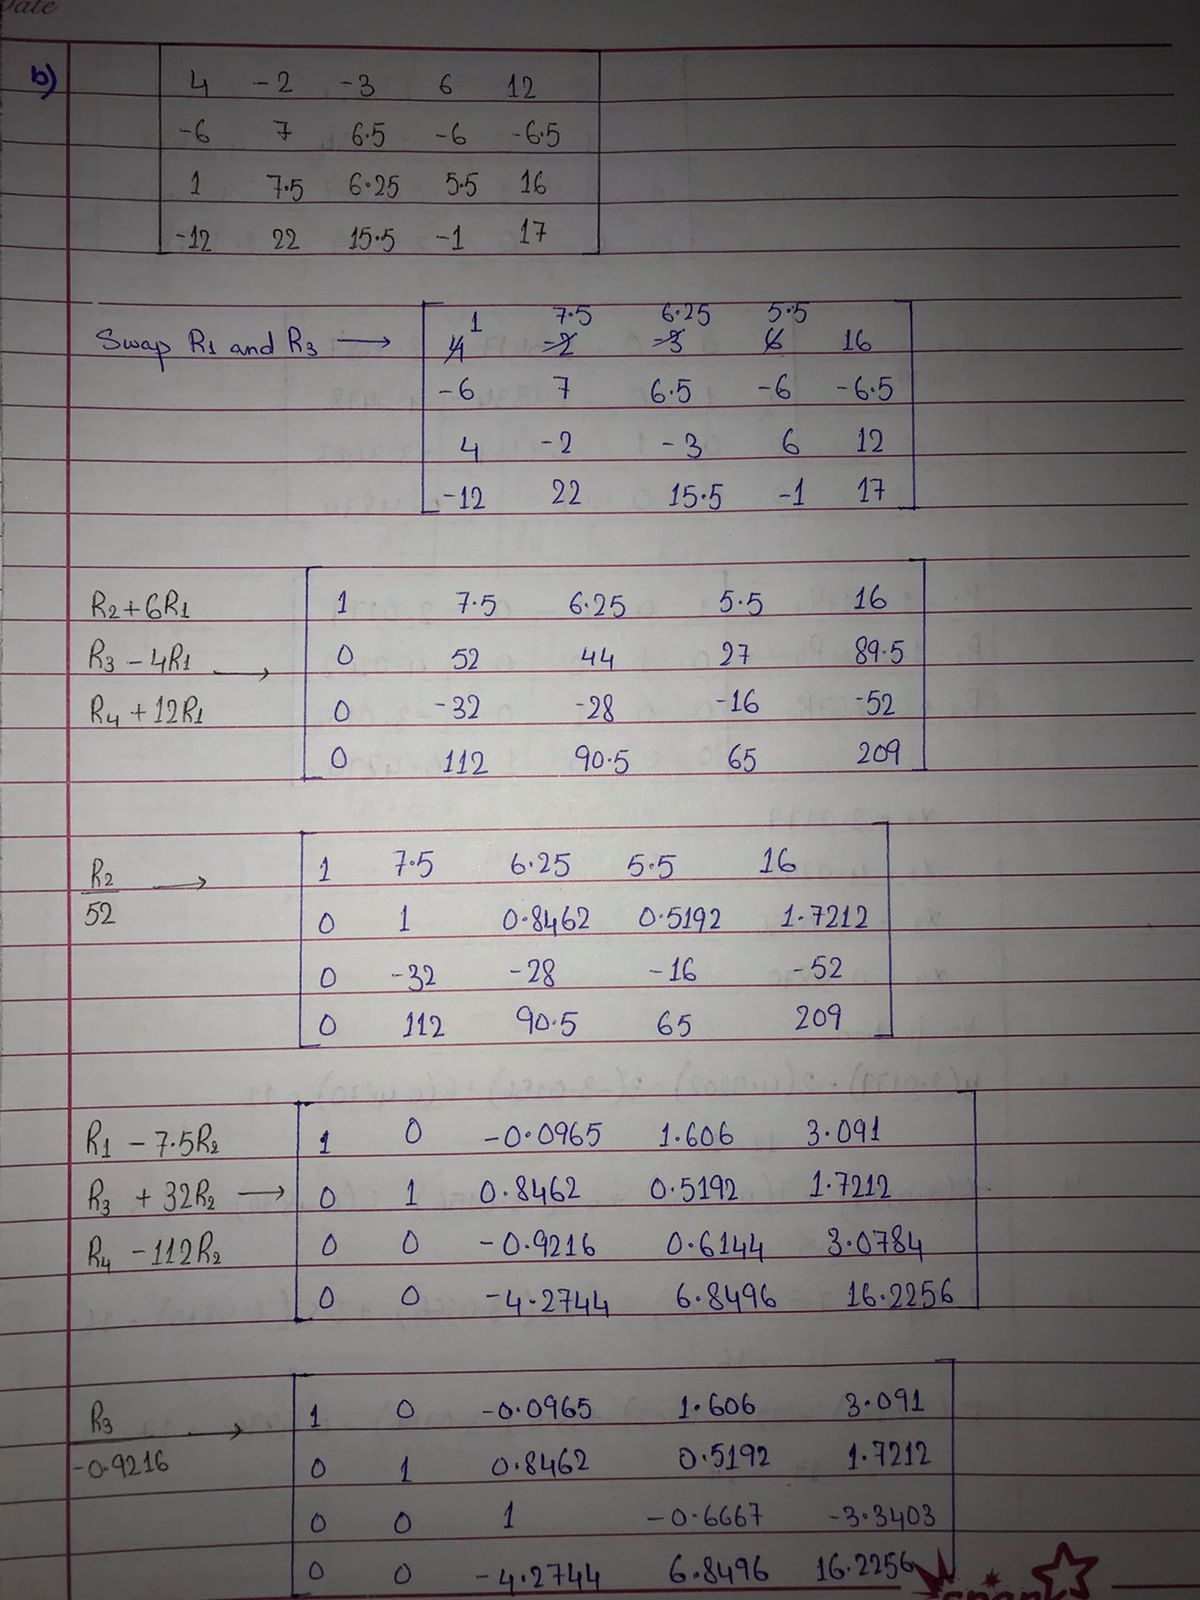 Date
b)
4 -2 -3 6 12
-6 7 6.5 -6 -6.5
1 7.5 6.25 5.5 16
-12 22 15.5 -1 17
1 7.5 6.25 5.5
Swap R1 and R3 → 4 -2 -3 6 16
-6 7 6.5 -6 -6.5
4 -2 -3 6 12
-12 22 15.5 -1 17
R2+6R1 1 7.5 6.25 5.5 16
R3-4R1 → 0 52 44 27 89.5
R4+12R1 0 -32 -28 -16 -52
0 112 90.5 65 209
R2/52 → 1 7.5 6.25 5.5 16
0 1 0.8462 0.5192 1.7212
0 -32 -28 -16 -52
0 112 90.5 65 209
R1 - 7.5R2 1 0 -0.0965 1.606 3.091
R3 + 32R2 → 0 1 0.8462 0.5192 1.7212
R4 - 112R2 0 0 -0.9216 0.6144 3.0784
0 0 -4.2744 6.8496 16.2256
R3/-0.9216 → 1 0 -0.0965 1.606 3.091
0 1 0.8462 0.5192 1.7212
0 0 1 -0.6667 -3.3403
0 0 -4.2744 6.8496 16.2256